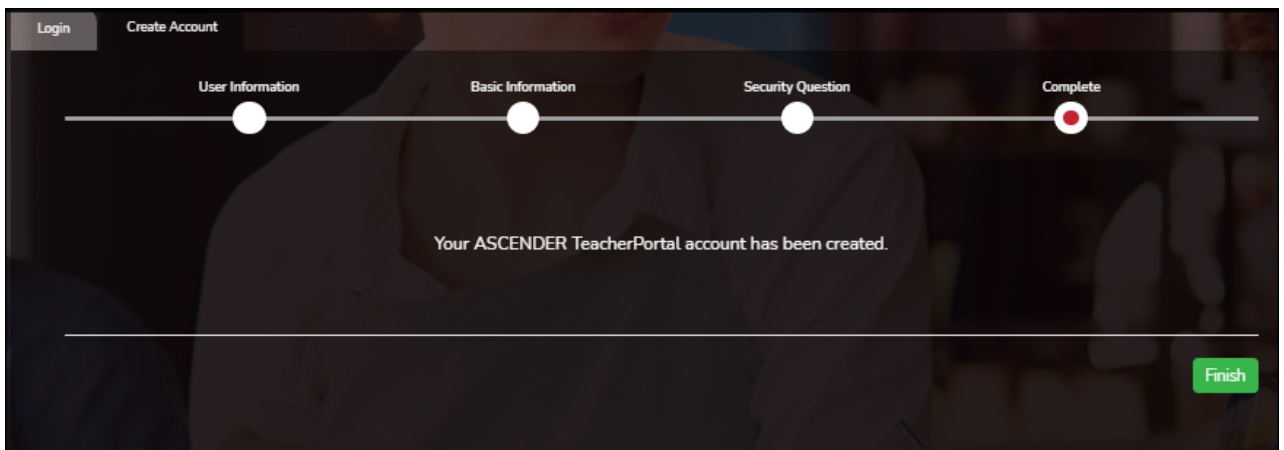 Login Create Account
User Information Basic Information Security Question Complete
Your ASCENDER TeacherPortal account has been created.
Finish